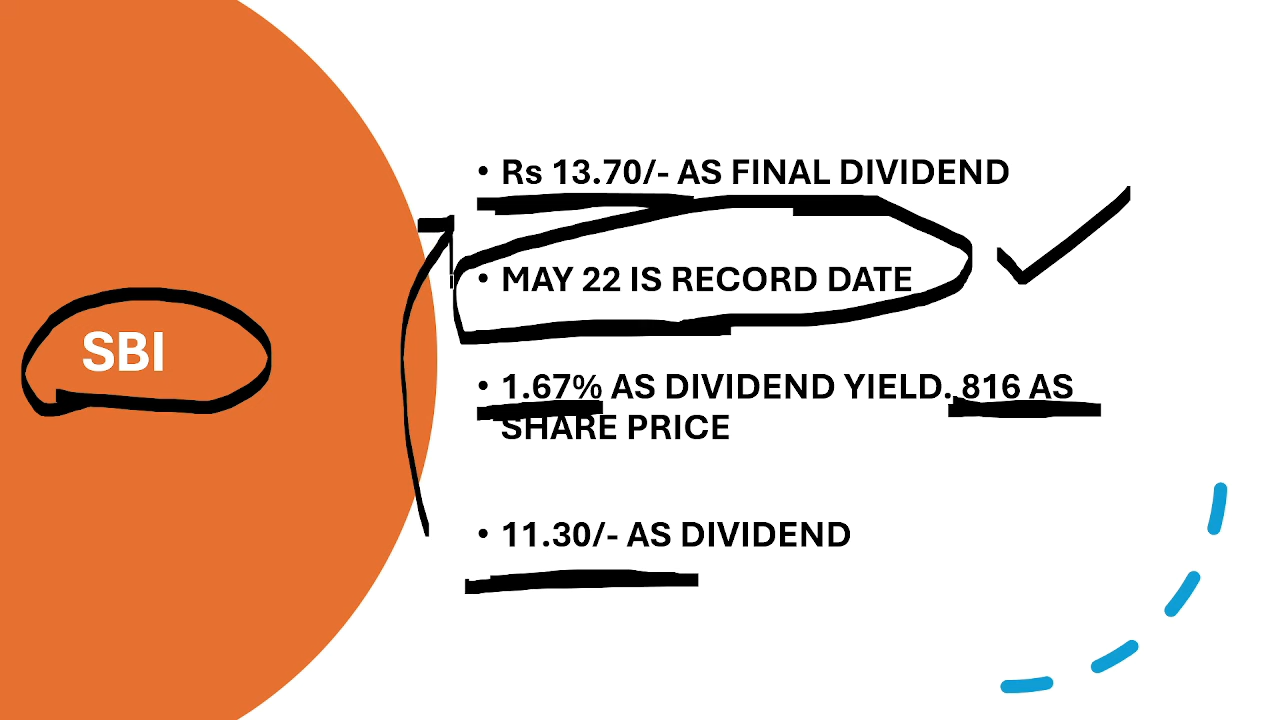 SBI
• Rs 13.70/- AS FINAL DIVIDEND
• MAY 22 IS RECORD DATE
• 1.67% AS DIVIDEND YIELD. 816 AS
SHARE PRICE
• 11.30/- AS DIVIDEND